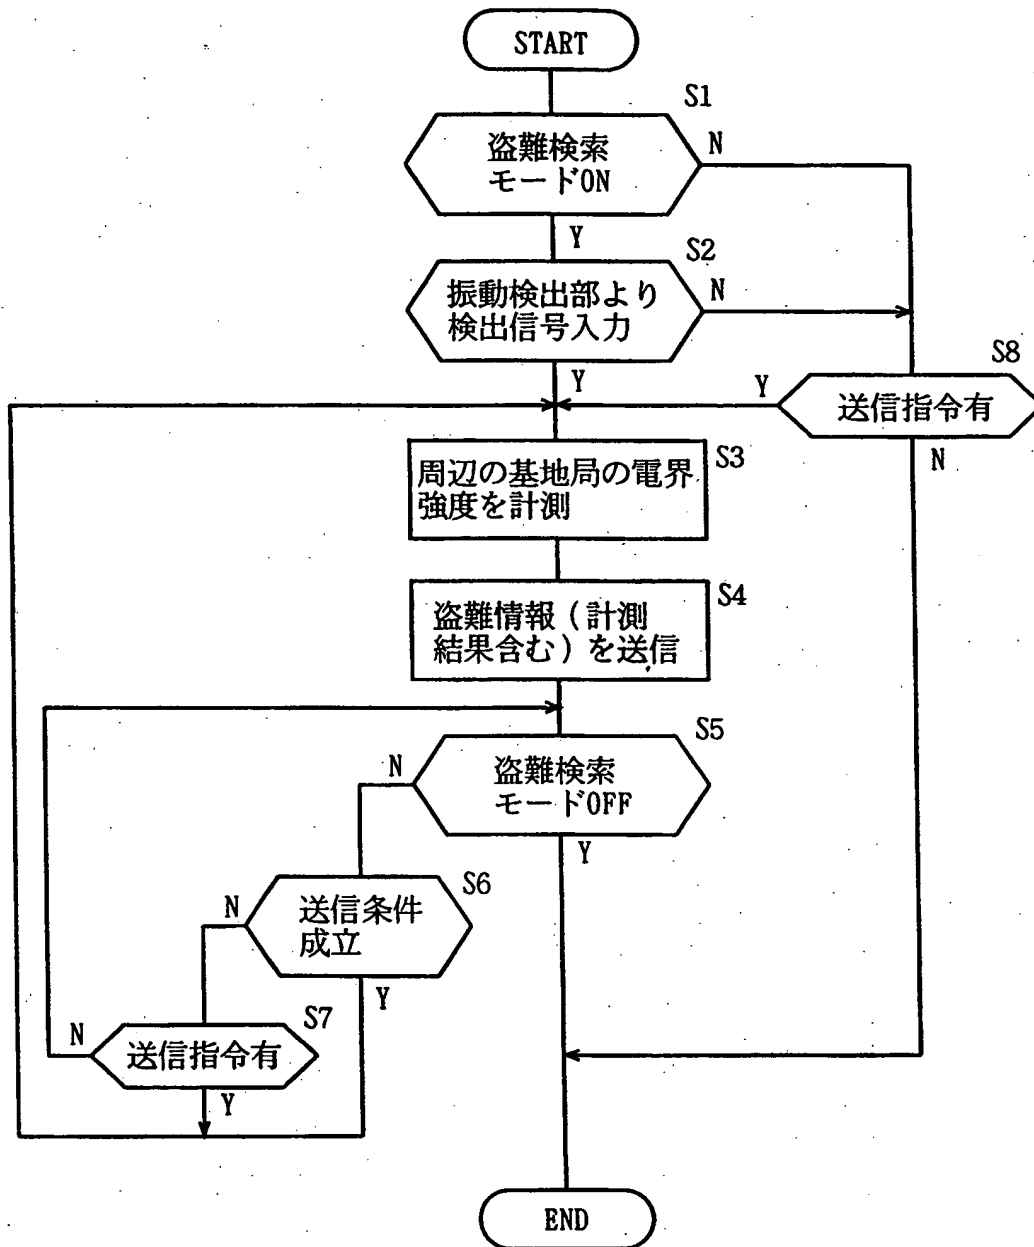 START
S1
盗難検索
モードON
N
Y
S2
振動検出部より
検出信号入力
N
Y
S8
送信指令有
Y
N
S3
周辺の基地局の電界
強度を計測
S4
盗難情報(計測
結果含む)を送信
S5
盗難検索
モードOFF
N
Y
S6
送信条件
成立
N
Y
S7
送信指令有
N
Y
END